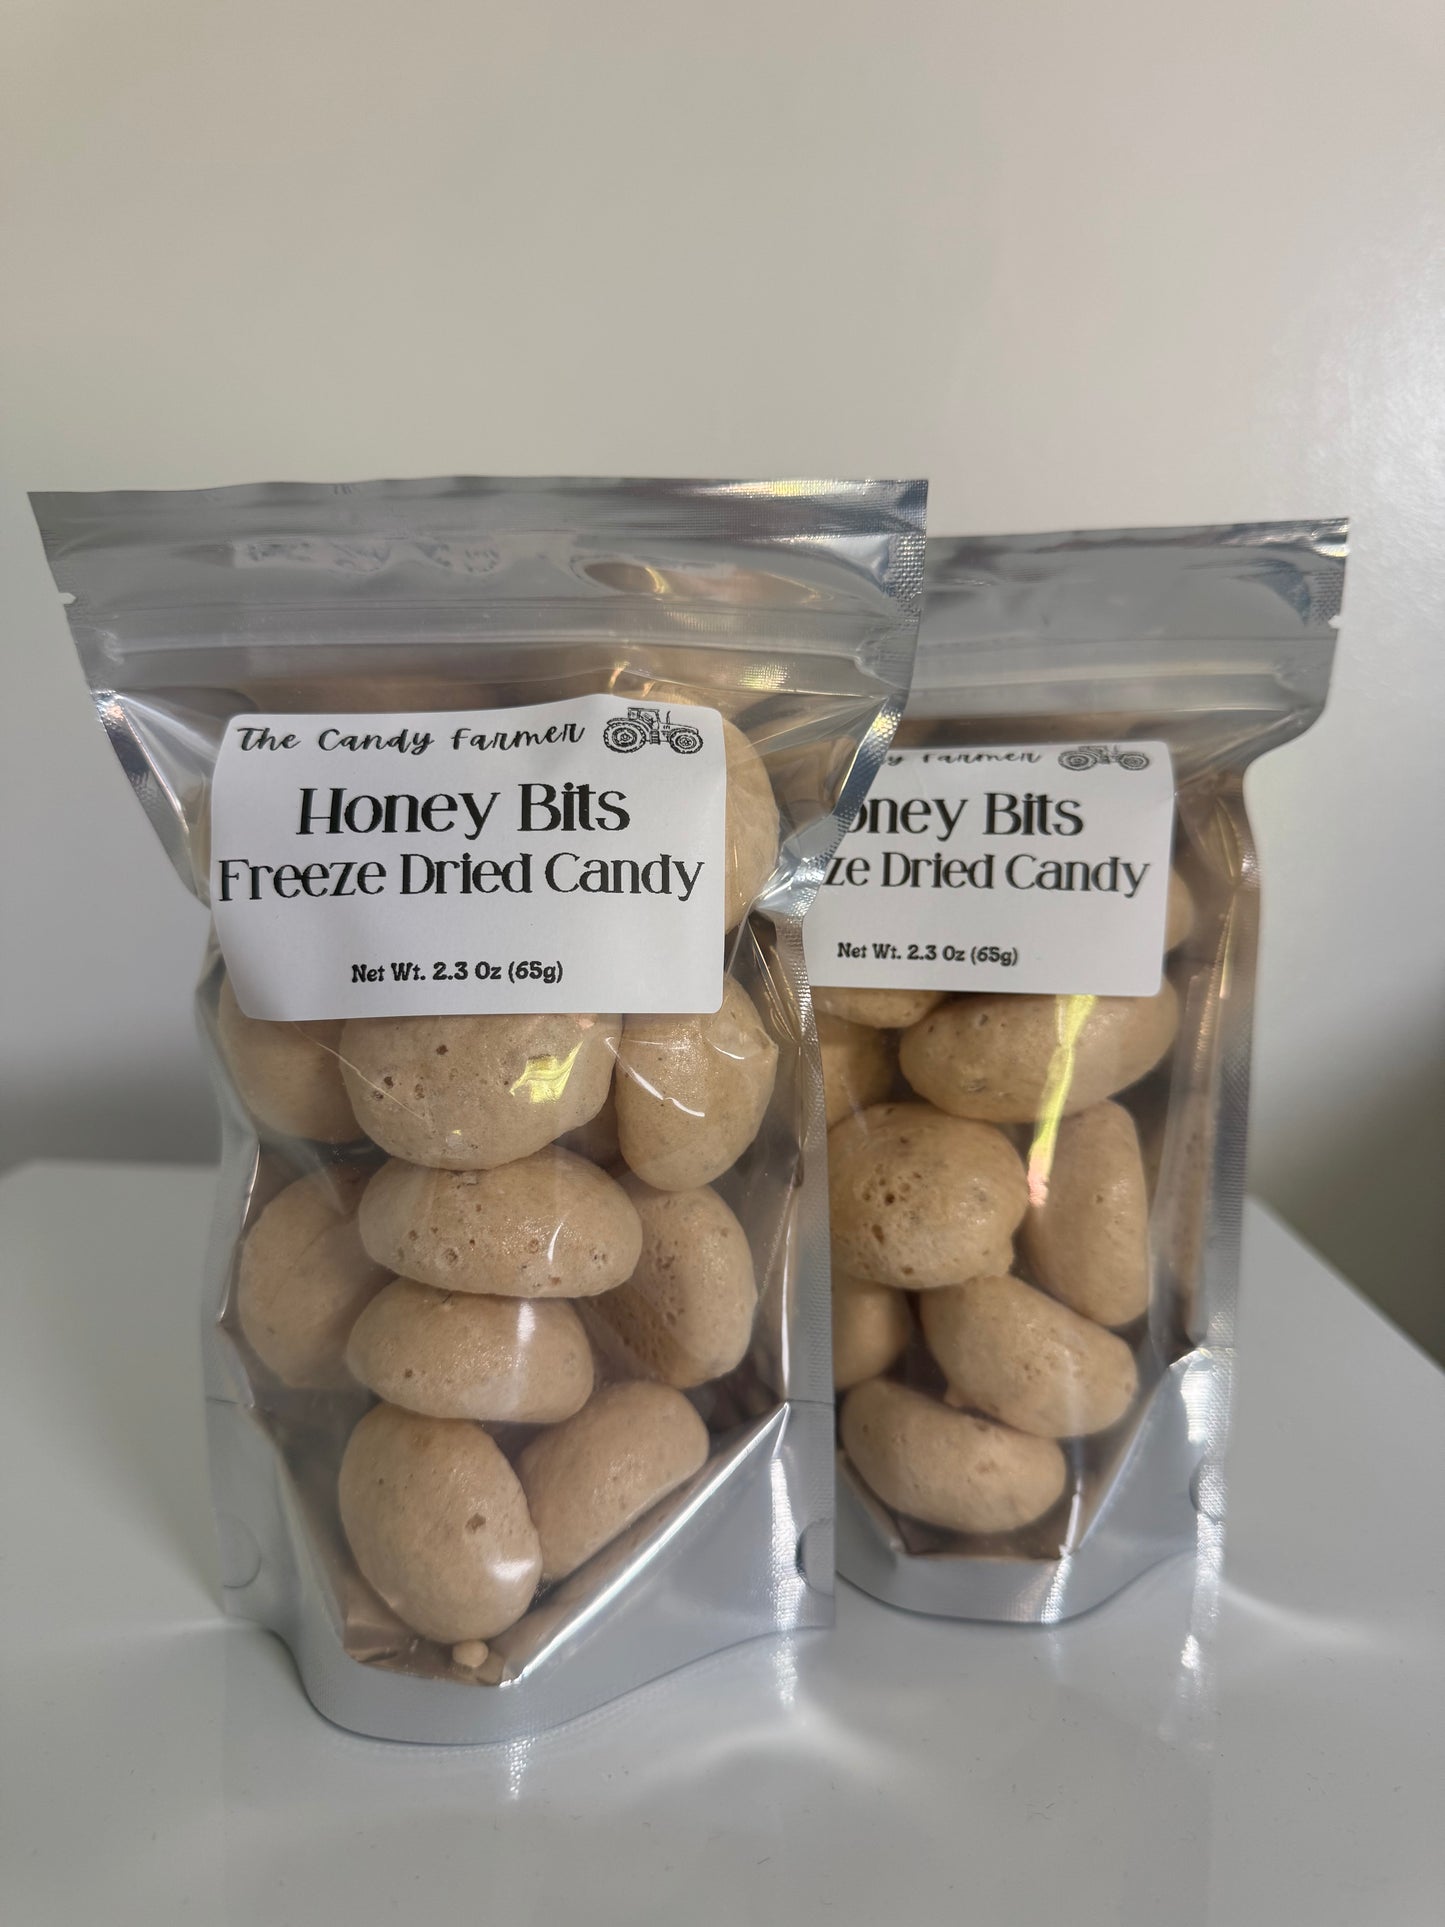 The Candy Farmer
Honey Bits
Freeze Dried Candy
Net Wt. 2.3 Oz (65g)
Farmer
oney Bits
ze Dried Candy
Net Wt. 2.3 Oz (65g)